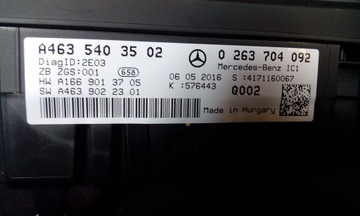 A463 540 35 02
0 263 704 092
DiagID:2E03
Mercedes-Benz IC1
ZB ZGS:001
658
06 05 2016
S :4171160067
HW A166 901 37 05
K :576443
Q002
SW A463 902 23 01
Made in Hungary